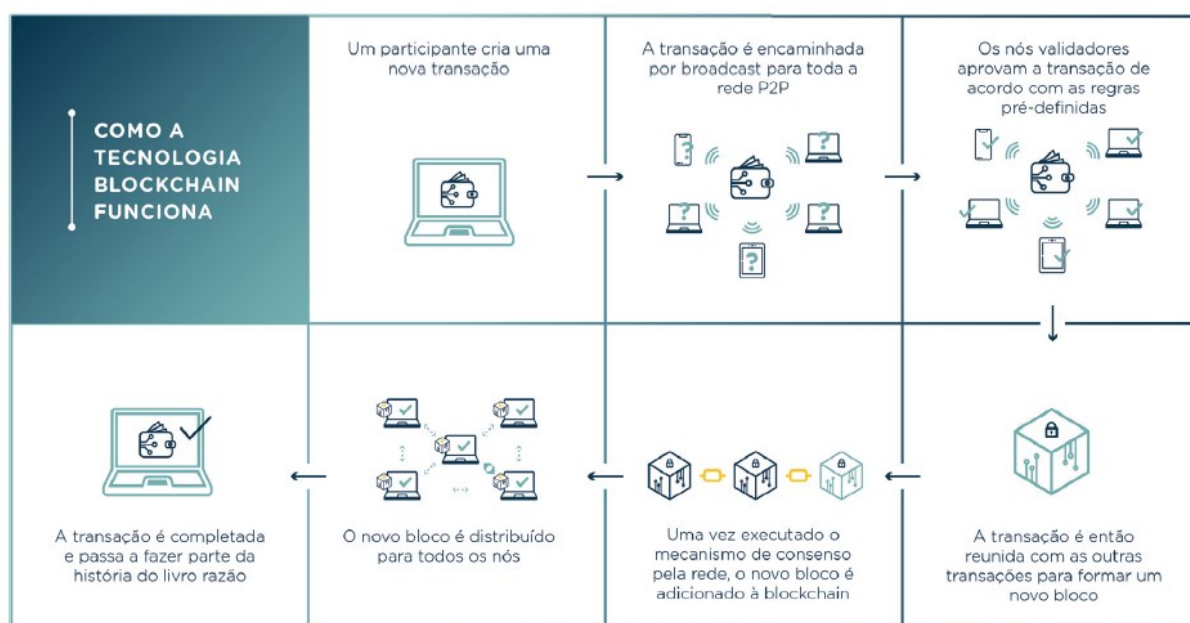 COMO A
TECNOLOGIA
BLOCKCHAIN
FUNCIONA
Um participante cria uma
nova transação
A transação é encaminhada
por broadcast para toda a
rede P2P
Os nós validadores
aprovam a transação de
acordo com as regras
pré-definidas
A transação é então
reunida com as outras
transações para formar um
novo bloco
Uma vez executado o
mecanismo de consenso
pela rede, o novo bloco é
adicionado à blockchain
O novo bloco é distribuído
para todos os nós
A transação é completada
e passa a fazer parte da
história do livro razão